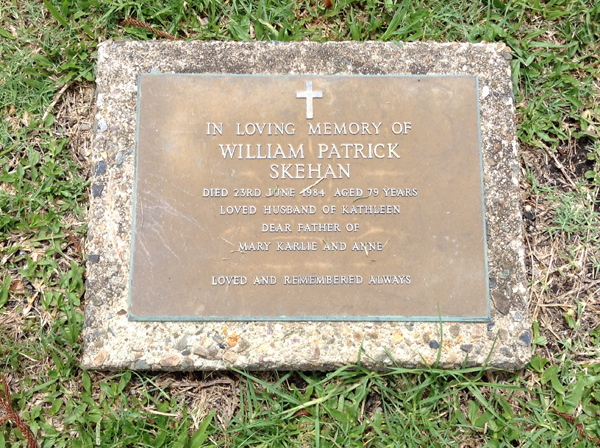 IN LOVING MEMORY OF
WILLIAM PATRICK
SKEHAN
DIED 23RD JUNE 1984 AGED 79 YEARS
LOVED HUSBAND OF KATHLEEN
DEAR FATHER OF
MARY KARLIE AND ANNE
LOVED AND REMEMBERED ALWAYS